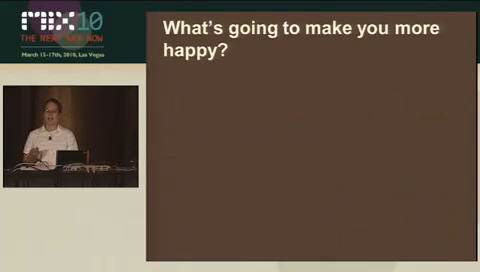 MIX10
THE NEXT WEB NOW
March 15-17th, 2010, Las Vegas
What's going to make you more
happy?